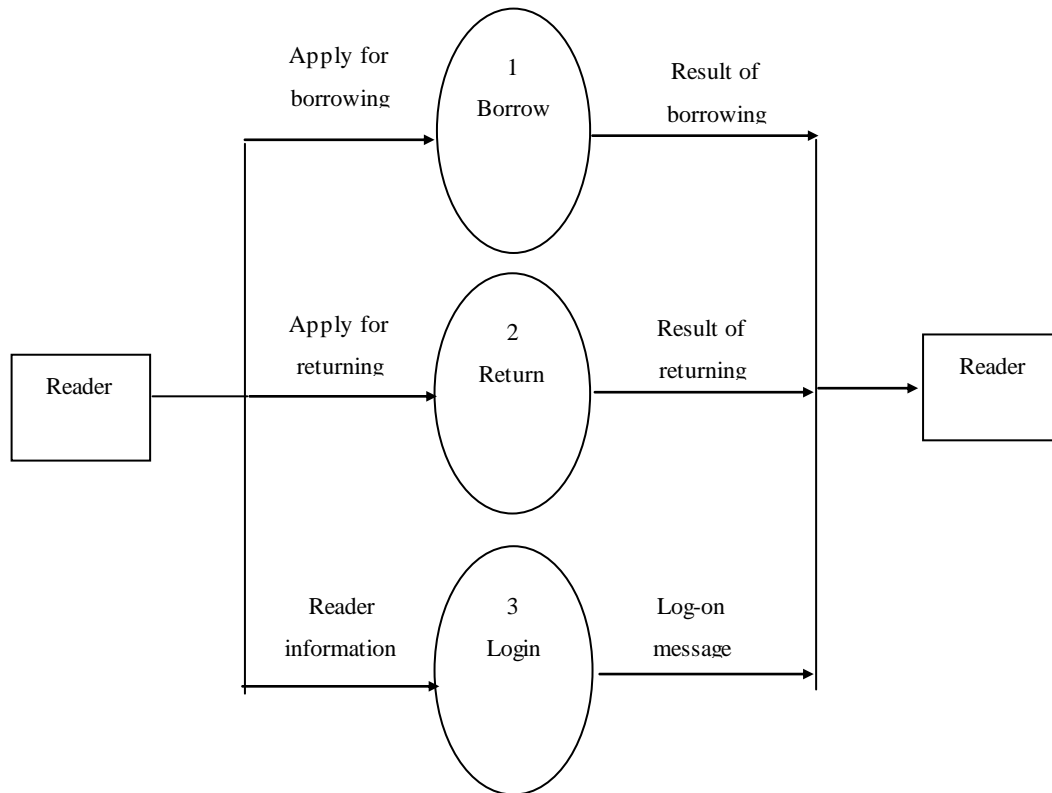 Apply for
borrowing
1
Borrow
Result of
borrowing
Apply for
returning
2
Return
Result of
returning
Reader
Reader
Reader
information
3
Login
Log-on
message